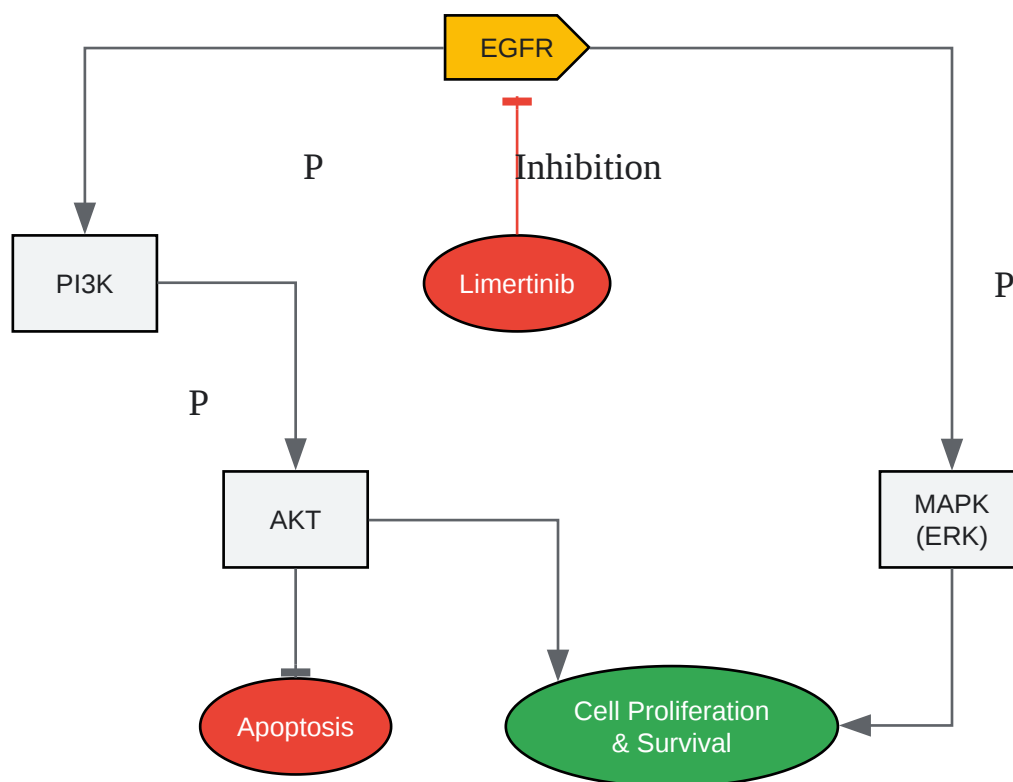 EGFR
P
Inhibition
PI3K
Limertinib
P
P
AKT
MAPK
(ERK)
Apoptosis
Cell Proliferation
& Survival